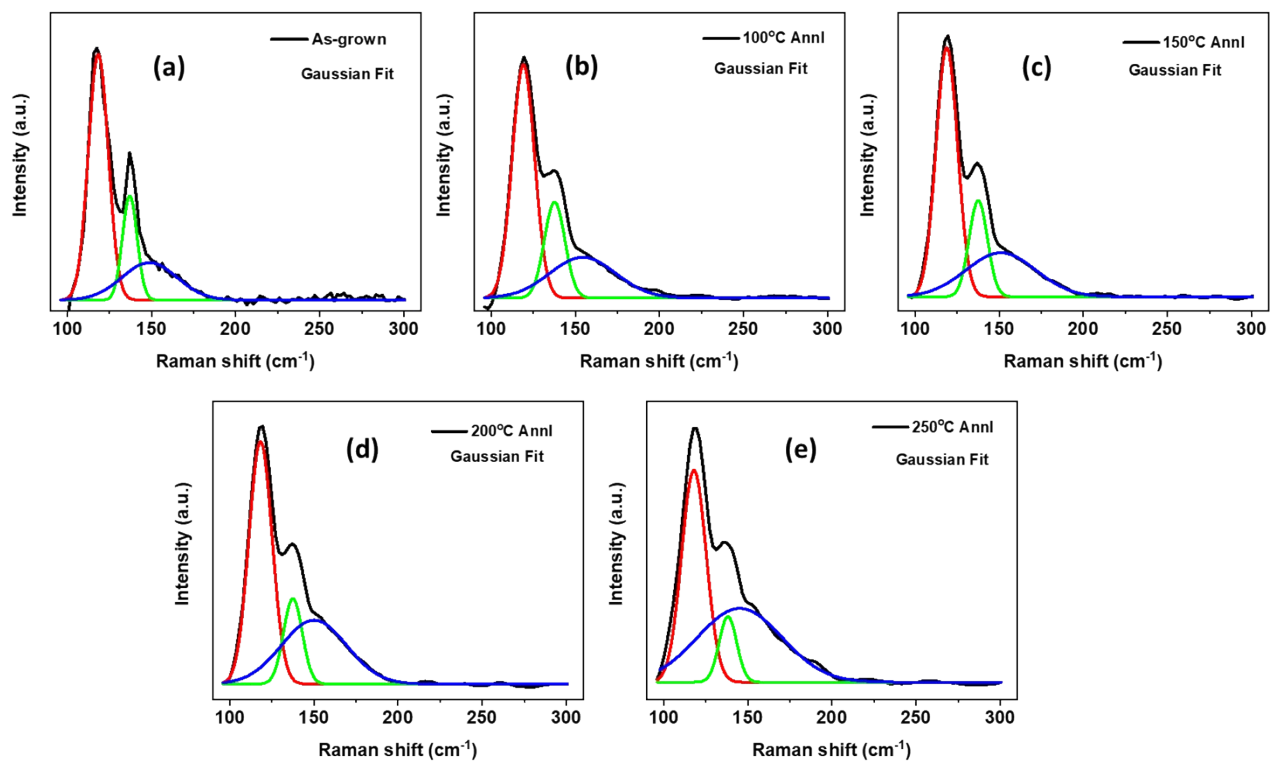 (a)
As-grown
Gaussian Fit
Intensity (a.u.)
100 150 200 250 300
Raman shift (cm⁻¹)
(b)
100°C Annl
Gaussian Fit
Intensity (a.u.)
100 150 200 250 300
Raman shift (cm⁻¹)
(c)
150°C Annl
Gaussian Fit
Intensity (a.u.)
100 150 200 250 300
Raman shift (cm⁻¹)
(d)
200°C Annl
Gaussian Fit
Intensity (a.u.)
100 150 200 250 300
Raman shift (cm⁻¹)
(e)
250°C Annl
Gaussian Fit
Intensity (a.u.)
100 150 200 250 300
Raman shift (cm⁻¹)